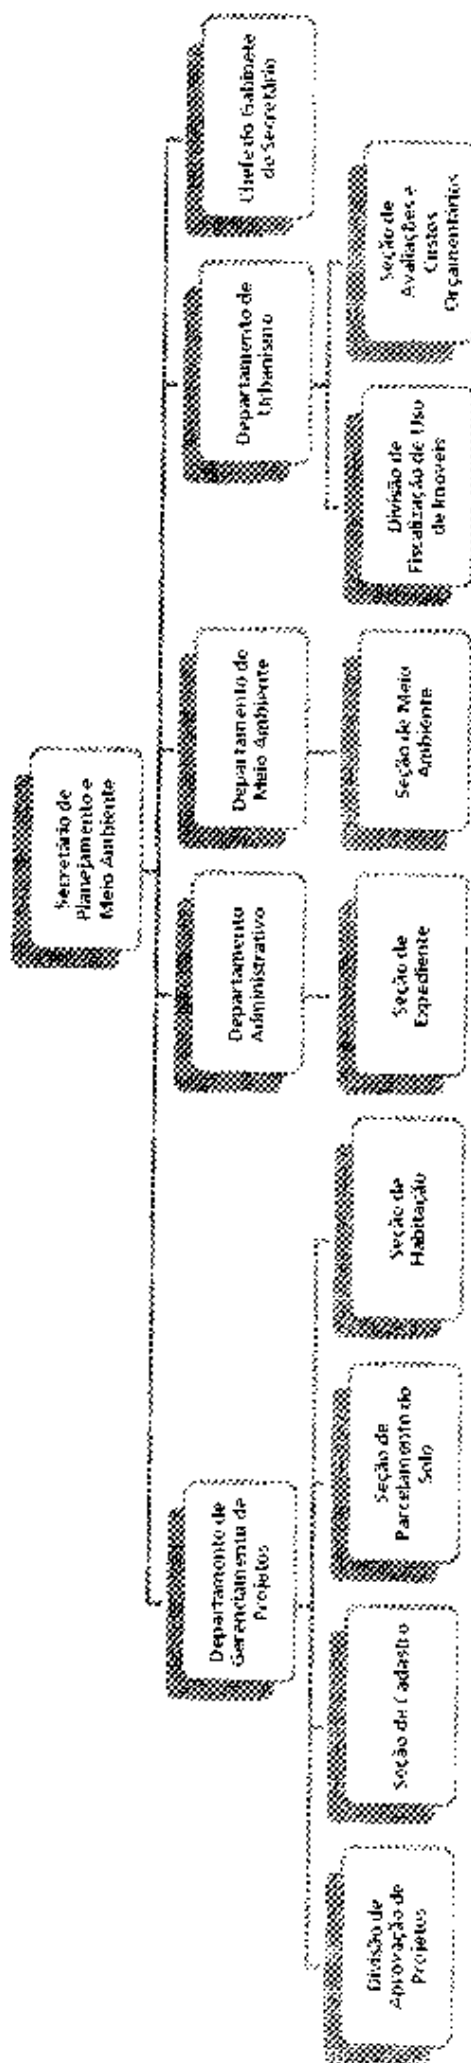 Secretário de
Planejamento e
Meio Ambiente
Departamento de
Gerenciamento de
Projetos
Departamento
Administrativo
Departamento de
Meio Ambiente
Departamento de
Urbanismo
Chefe do Gabinete
do Secretário
Divisão de
Aprovação de
Projetos
Seção de Cadastro
Seção de
Parcelamento do
Solo
Seção de
Habitação
Seção de
Expediente
Seção de Meio
Ambiente
Divisão de
Fiscalização de Uso
de Imóveis
Seção de
Avaliações e
Custos
Orçamentários